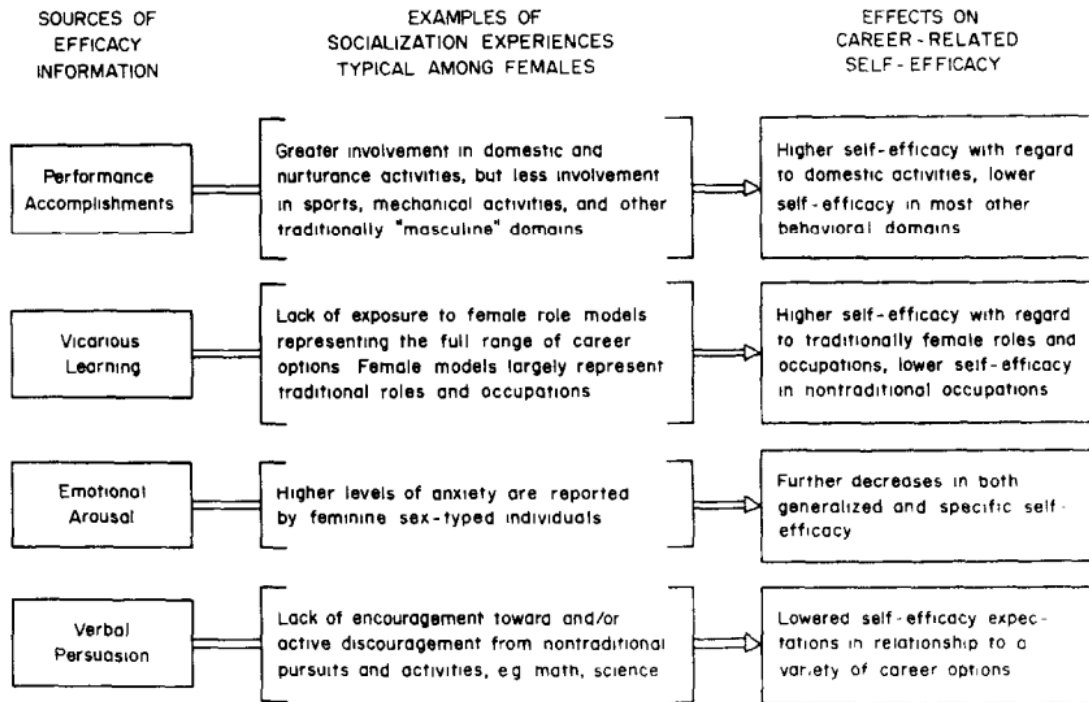 SOURCES OF
EFFICACY
INFORMATION
EXAMPLES OF
SOCIALIZATION EXPERIENCES
TYPICAL AMONG FEMALES
EFFECTS ON
CAREER-RELATED
SELF-EFFICACY
Performance
Accomplishments
Greater involvement in domestic and
nurturance activities, but less involvement
in sports, mechanical activities, and other
traditionally "masculine" domains
Higher self-efficacy with regard
to domestic activities, lower
self-efficacy in most other
behavioral domains
Vicarious
Learning
Lack of exposure to female role models
representing the full range of career
options Female models largely represent
traditional roles and occupations
Higher self-efficacy with regard
to traditionally female roles and
occupations, lower self-efficacy
in nontraditional occupations
Emotional
Arousal
Higher levels of anxiety are reported
by feminine sex-typed individuals
Further decreases in both
generalized and specific self-
efficacy
Verbal
Persuasion
Lack of encouragement toward and/or
active discouragement from nontraditional
pursuits and activities, eg math, science
Lowered self-efficacy expec-
tations in relationship to a
variety of career options